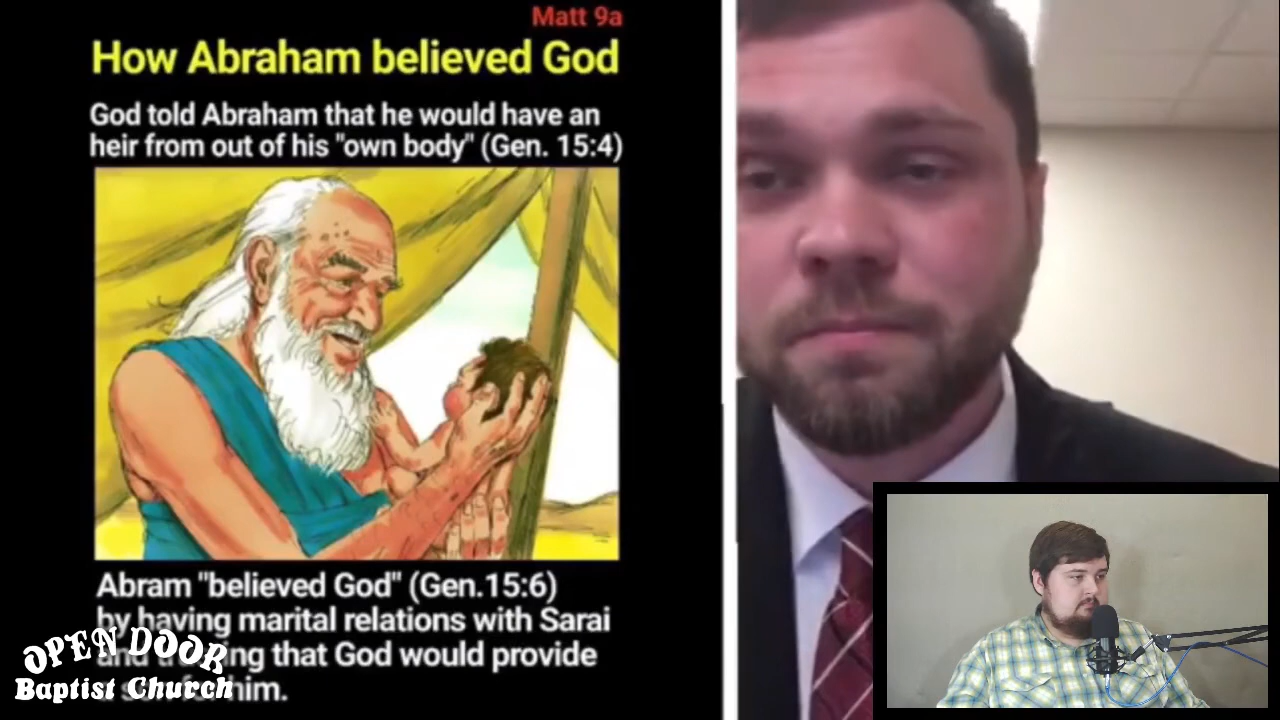 Matt 9a
How Abraham believed God
God told Abraham that he would have an
heir from out of his "own body" (Gen. 15:4)
Abram "believed God" (Gen.15:6)
by having marital relations with Sarai
and that God would provide
him.
OPEN DOOR
Baptist Church